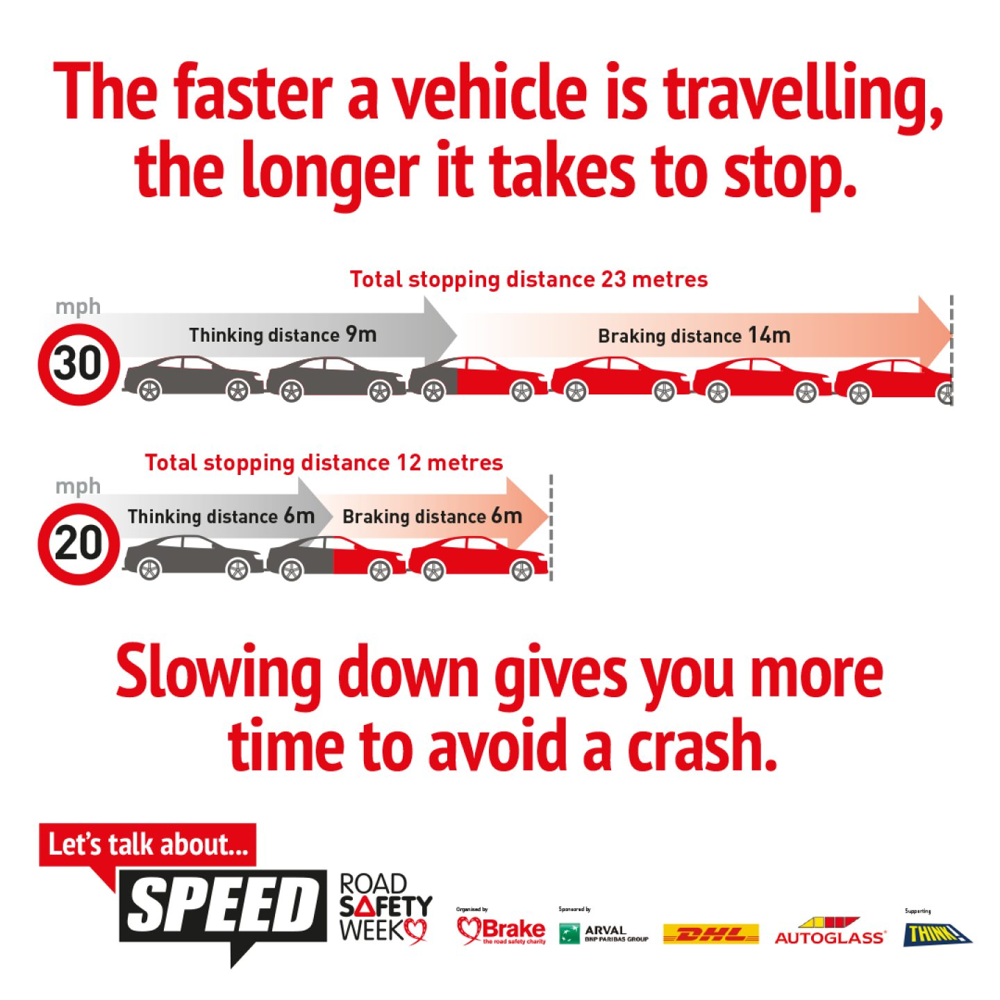 The faster a vehicle is travelling,
the longer it takes to stop.
Total stopping distance 23 metres
mph
Thinking distance 9m
Braking distance 14m
30
Total stopping distance 12 metres
mph
Thinking distance 6m
Braking distance 6m
20
Slowing down gives you more
time to avoid a crash.
Let's talk about...
SPEED
ROAD
SAFETY
WEEK
Organised by
Brake
the road safety charity
Sponsored by
ARVAL
BNP PARIBAS GROUP
DHL
AUTOGLASS®
Supporting
THINK!